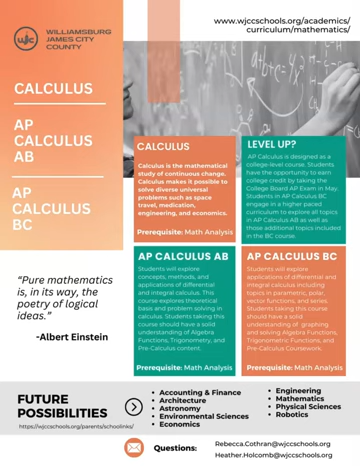 wjc
WILLIAMSBURG
JAMES CITY
COUNTY
www.wjccschools.org/academics/
curriculum/mathematics/
CALCULUS
AP
CALCULUS
AB
AP
CALCULUS
BC
CALCULUS
Calculus is the mathematical
study of continuous change.
Calculus makes it possible to
solve diverse universal
problems such as space
travel, medication,
engineering, and economics.
Prerequisite: Math Analysis
LEVEL UP?
AP Calculus is designed as a
college-level course. Students
have the opportunity to earn
college credit by taking the
College Board AP Exam in May.
Students in AP Calculus BC
engage in a higher paced
curriculum to explore all topics
in AP Calculus AB as well as
those additional topics included
in the BC course.
AP CALCULUS AB
Students will explore
concepts, methods, and
applications of differential
and integral calculus. This
course explores theoretical
basis and problem solving in
calculus. Students taking this
course should have a solid
understanding of Algebra
Functions, Trigonometry, and
Pre-Calculus content.
Prerequisite: Math Analysis
AP CALCULUS BC
Students will explore
applications of differential and
integral calculus including
topics in parametric, polar,
vector functions, and series.
Students taking this course
should have a solid
understanding of graphing
and solving Algebra Functions,
Trigonometric Functions, and
Pre-Calculus Coursework.
Prerequisite: Math Analysis
"Pure mathematics
is, in its way, the
poetry of logical
ideas."
-Albert Einstein
FUTURE
POSSIBILITIES
https://wjccschools.org/parents/schoolinks/
• Accounting & Finance
• Architecture
• Astronomy
• Environmental Sciences
• Economics
• Engineering
• Mathematics
• Physical Sciences
• Robotics
Questions:
Rebecca.Cothran@wjccschools.org
Heather.Holcomb@wjccschools.org